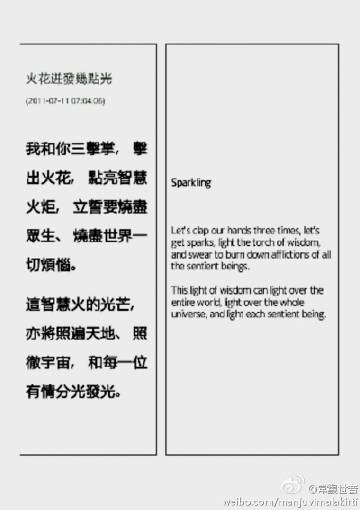 火花迸發幾點光
(2011-07-11 07:04:06)
我和你三擊掌, 擊
出火花, 點亮智慧
火炬, 立誓要燒盡
眾生、燒盡世界一
切煩惱。
這智慧火的光芒,
亦將照遍天地、照
徹宇宙, 和每一位
有情分光發光。
Sparkling
Let's clap our hands three times, let's
get sparks, light the torch of wisdom,
and swear to burn down afflictions of all
the sentient beings.
This light of wisdom can light over the
entire world, light over the whole
universe, and light each sentient being.
weibo.com/manjuvimalakirti